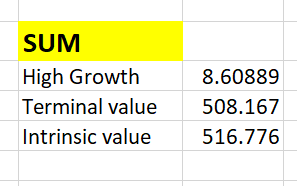 SUM
High Growth 8.60889
Terminal value 508.167
Intrinsic value 516.776